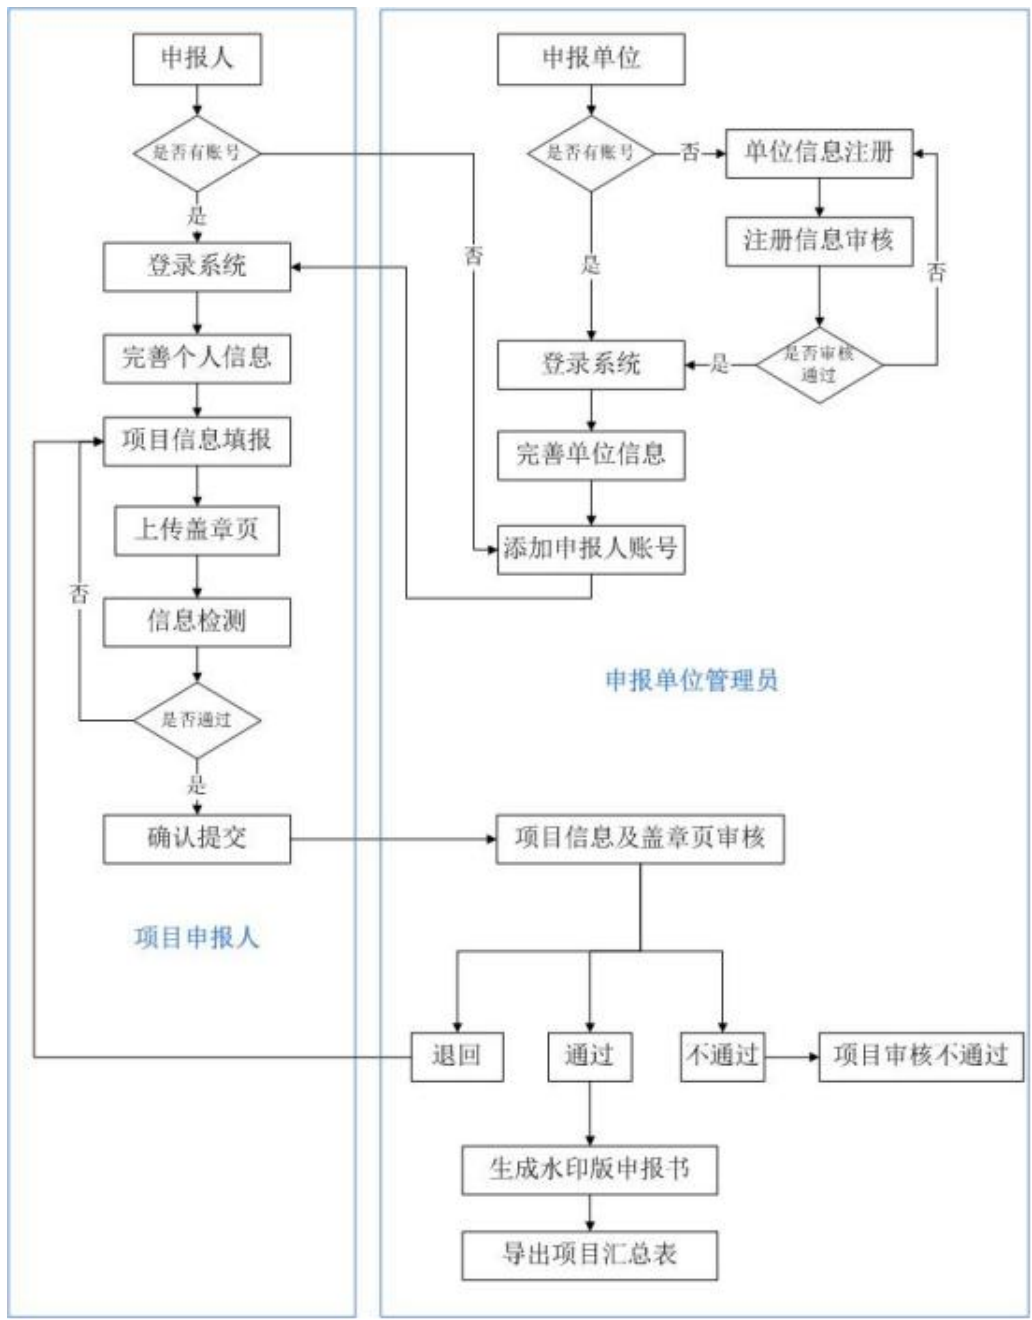 申报人
是否有账号
是
登录系统
完善个人信息
项目信息填报
上传盖章页
否
信息检测
是否通过
是
确认提交
项目申报人
申报单位
是否有账号
否
单位信息注册
注册信息审核
否
否
是
是否审核
通过
是
登录系统
完善单位信息
添加申报人账号
申报单位管理员
项目信息及盖章页审核
退回
通过
不通过
项目审核不通过
生成水印版申报书
导出项目汇总表